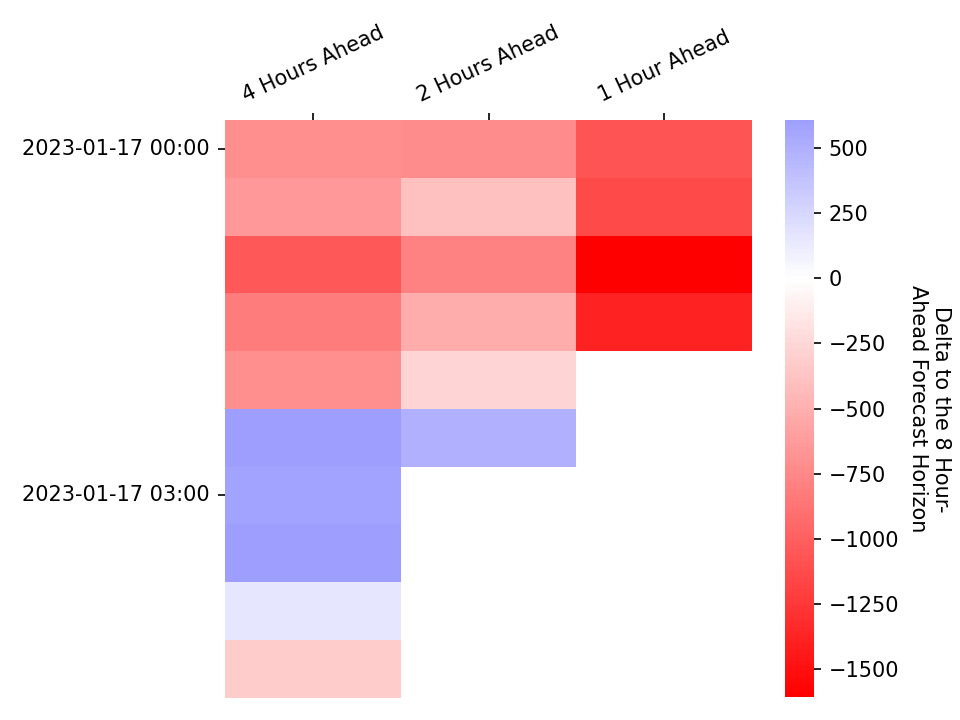 4 Hours Ahead
2 Hours Ahead
1 Hour Ahead
2023-01-17 00:00
2023-01-17 03:00
500
250
0
−250
−500
−750
−1000
−1250
−1500
Delta to the 8 Hour-
Ahead Forecast Horizon